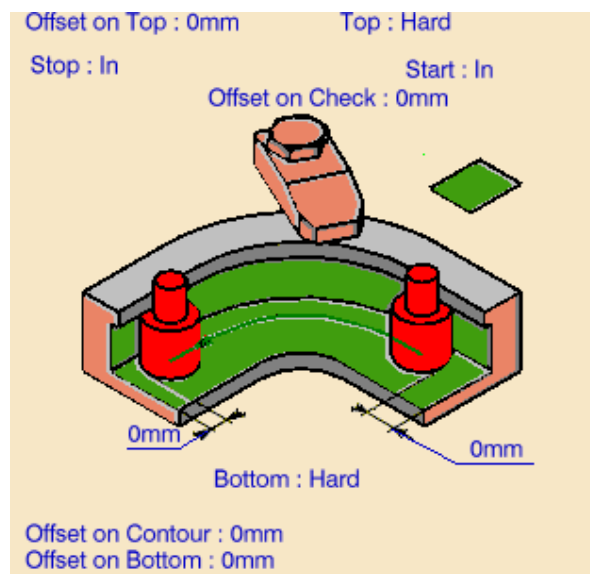 Offset on Top : 0mm
Top : Hard
Stop : In
Start : In
Offset on Check : 0mm
0mm
0mm
Bottom : Hard
Offset on Contour : 0mm
Offset on Bottom : 0mm